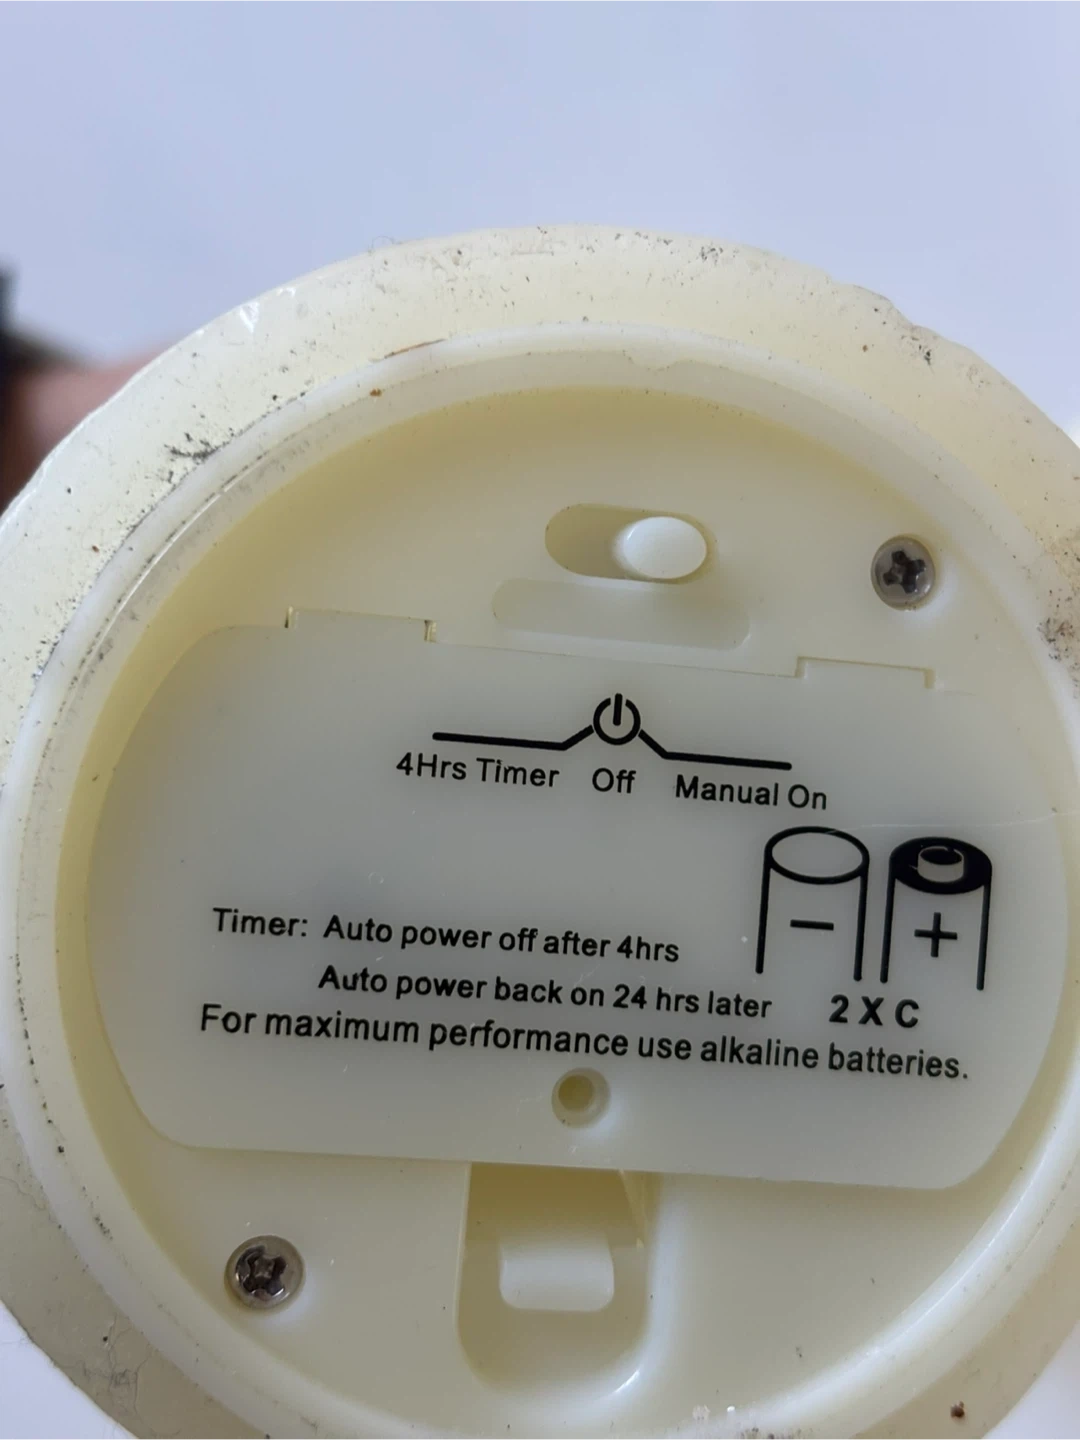 4Hrs Timer Off Manual On
- +
Timer: Auto power off after 4hrs
Auto power back on 24 hrs later
2 X C
For maximum performance use alkaline batteries.